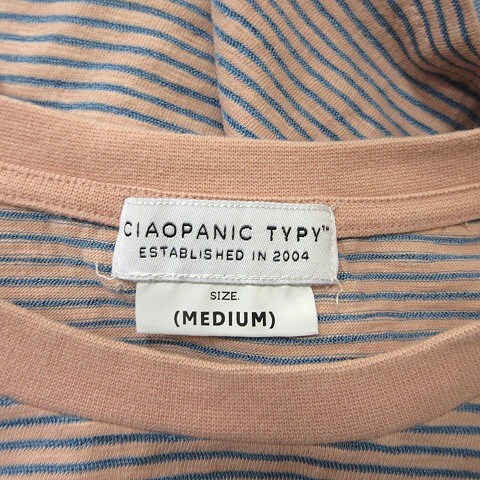 CIAOPANIC TYPY™
ESTABLISHED IN 2004
SIZE.
(MEDIUM)